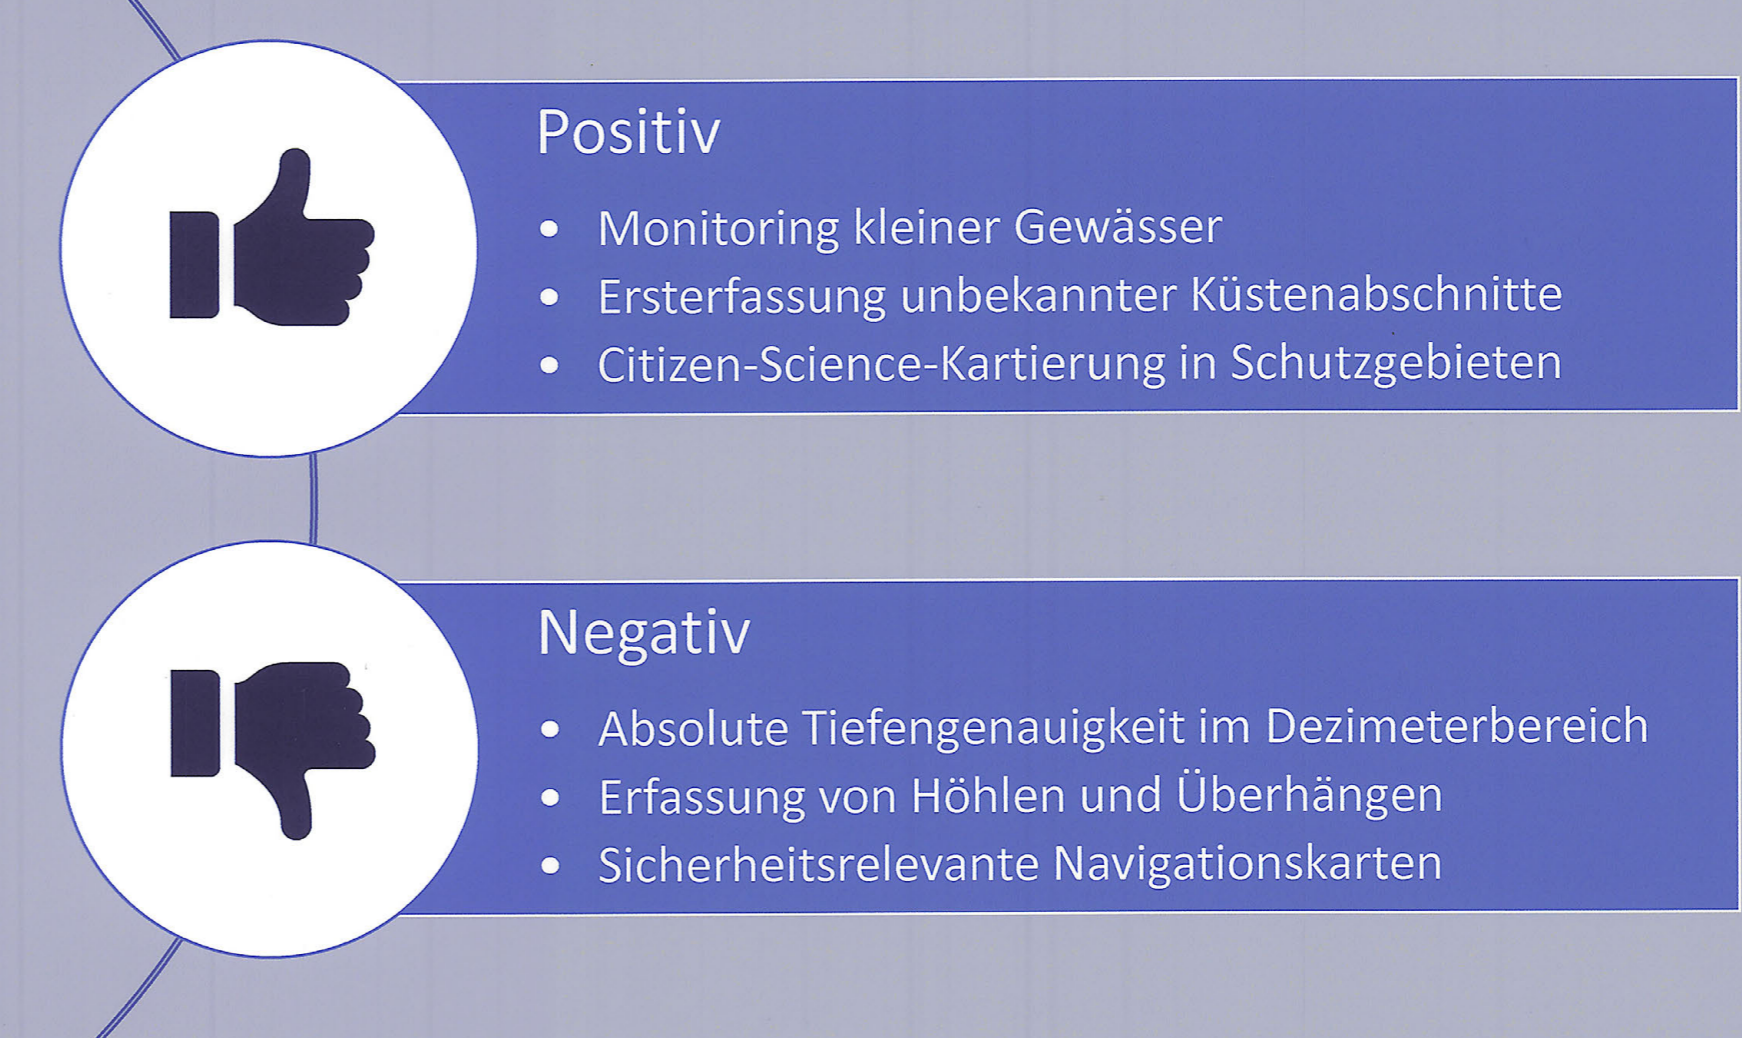 Positiv
• Monitoring kleiner Gewässer
• Ersterfassung unbekannter Küstenabschnitte
• Citizen-Science-Kartierung in Schutzgebieten
Negativ
• Absolute Tiefengenauigkeit im Dezimeterbereich
• Erfassung von Höhlen und Überhängen
• Sicherheitsrelevante Navigationskarten